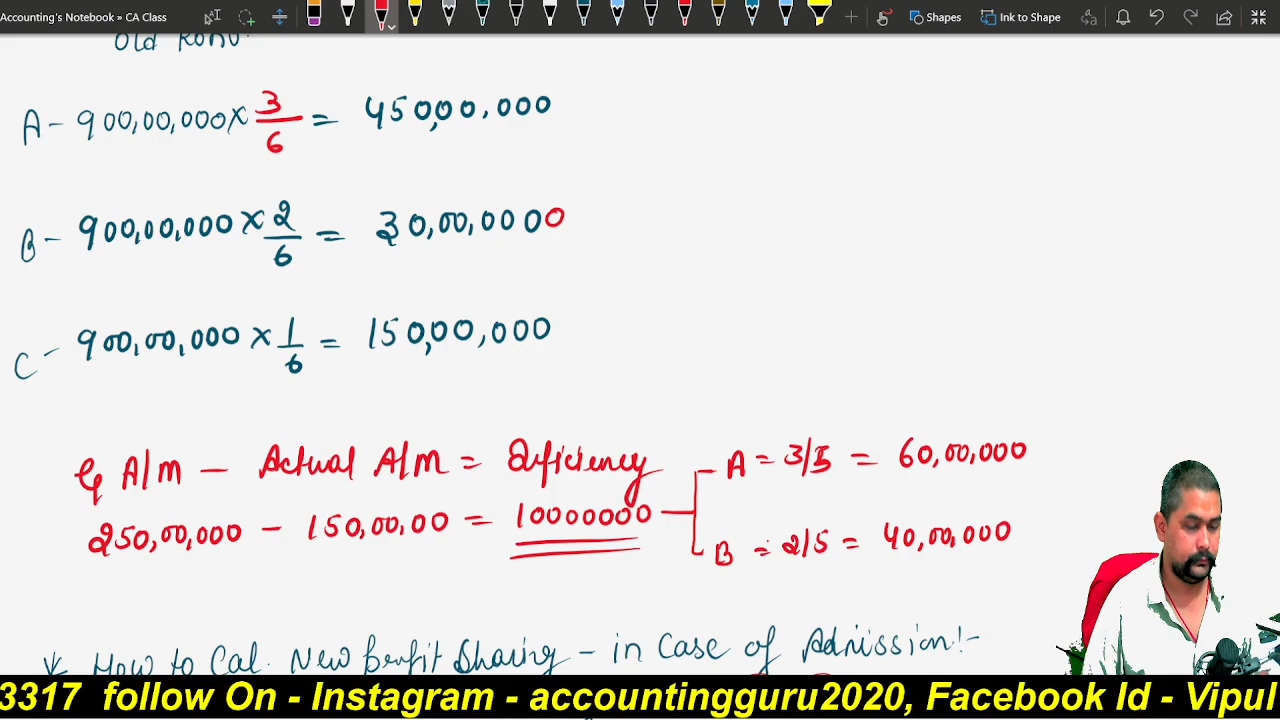 Accounting's Notebook » CA Class
Shapes
Ink to Shape
Old
A - 900,00,000 x 3/6 = 450,00,000
B - 900,00,000 x 2/6 = 30,00,0000
C - 900,00,000 x 1/6 = 150,00,000
G A/m - Actual A/m = Deficiency
250,00,000 - 150,00,00 = 10000000
A = 3/5 = 60,00,000
B = 2/5 = 40,00,000
How to Cal. New Profit Sharing - in Case of Admission!-
3317 follow On - Instagram - accountingguru2020, Facebook Id - Vipul